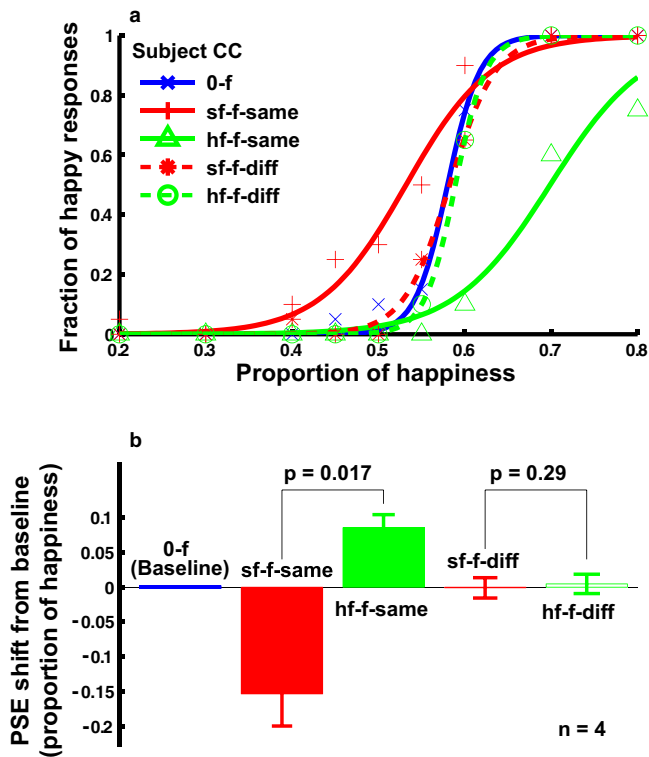 a
Subject CC
0-f
sf-f-same
hf-f-same
sf-f-diff
hf-f-diff
Fraction of happy responses
1
0.8
0.6
0.4
0.2
0
0.2 0.3 0.4 0.5 0.6 0.7 0.8
Proportion of happiness
b
PSE shift from baseline
(proportion of happiness)
p = 0.017 p = 0.29
0.1
0.05
0
-0.05
-0.1
-0.15
-0.2
0-f
(Baseline)
sf-f-same
hf-f-same
sf-f-diff
hf-f-diff
n = 4